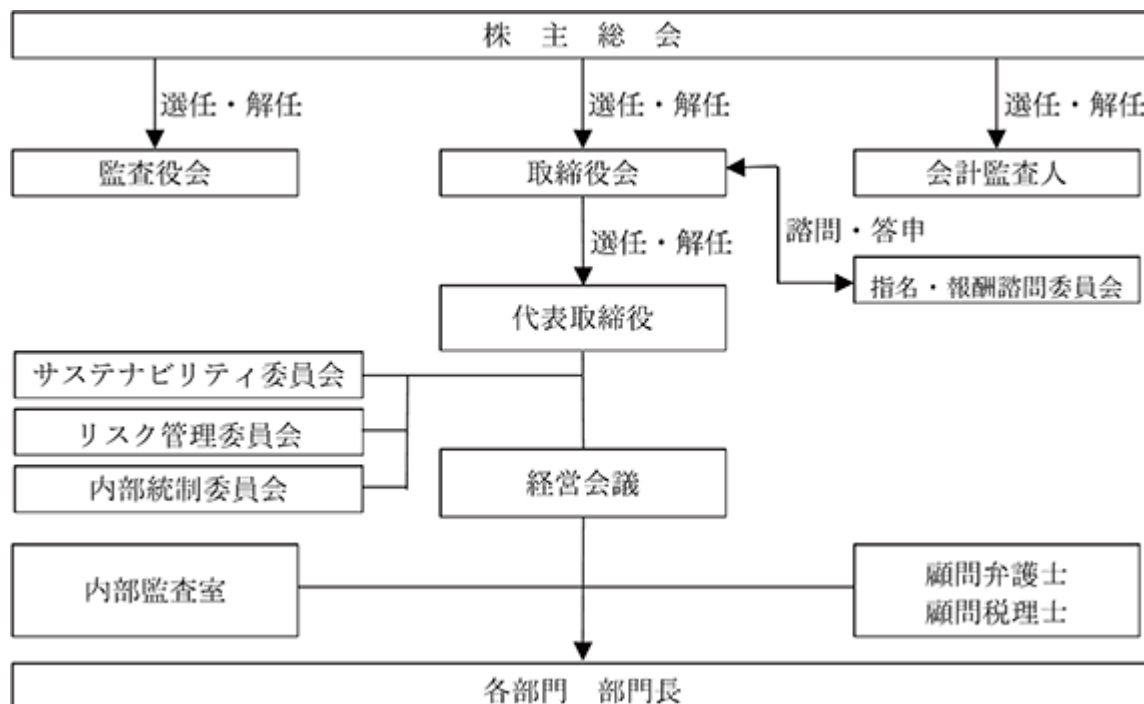 株主総会
選任・解任
選任・解任
選任・解任
監査役会
取締役会
会計監査人
選任・解任
諮問・答申
指名・報酬諮問委員会
代表取締役
サステナビリティ委員会
リスク管理委員会
内部統制委員会
経営会議
内部監査室
顧問弁護士
顧問税理士
各部門　部門長